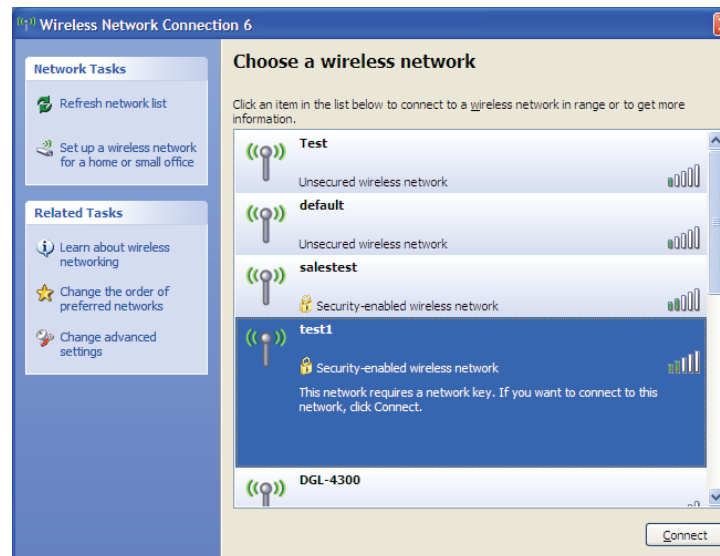 Wireless Network Connection 6
Network Tasks
Refresh network list
Set up a wireless network
for a home or small office
Related Tasks
Learn about wireless
networking
Change the order of
preferred networks
Change advanced
settings
Choose a wireless network
Click an item in the list below to connect to a wireless network in range or to get more
information.
Test
Unsecured wireless network
default
Unsecured wireless network
salestest
Security-enabled wireless network
test1
Security-enabled wireless network
This network requires a network key. If you want to connect to this
network, click Connect.
DGL-4300
Connect